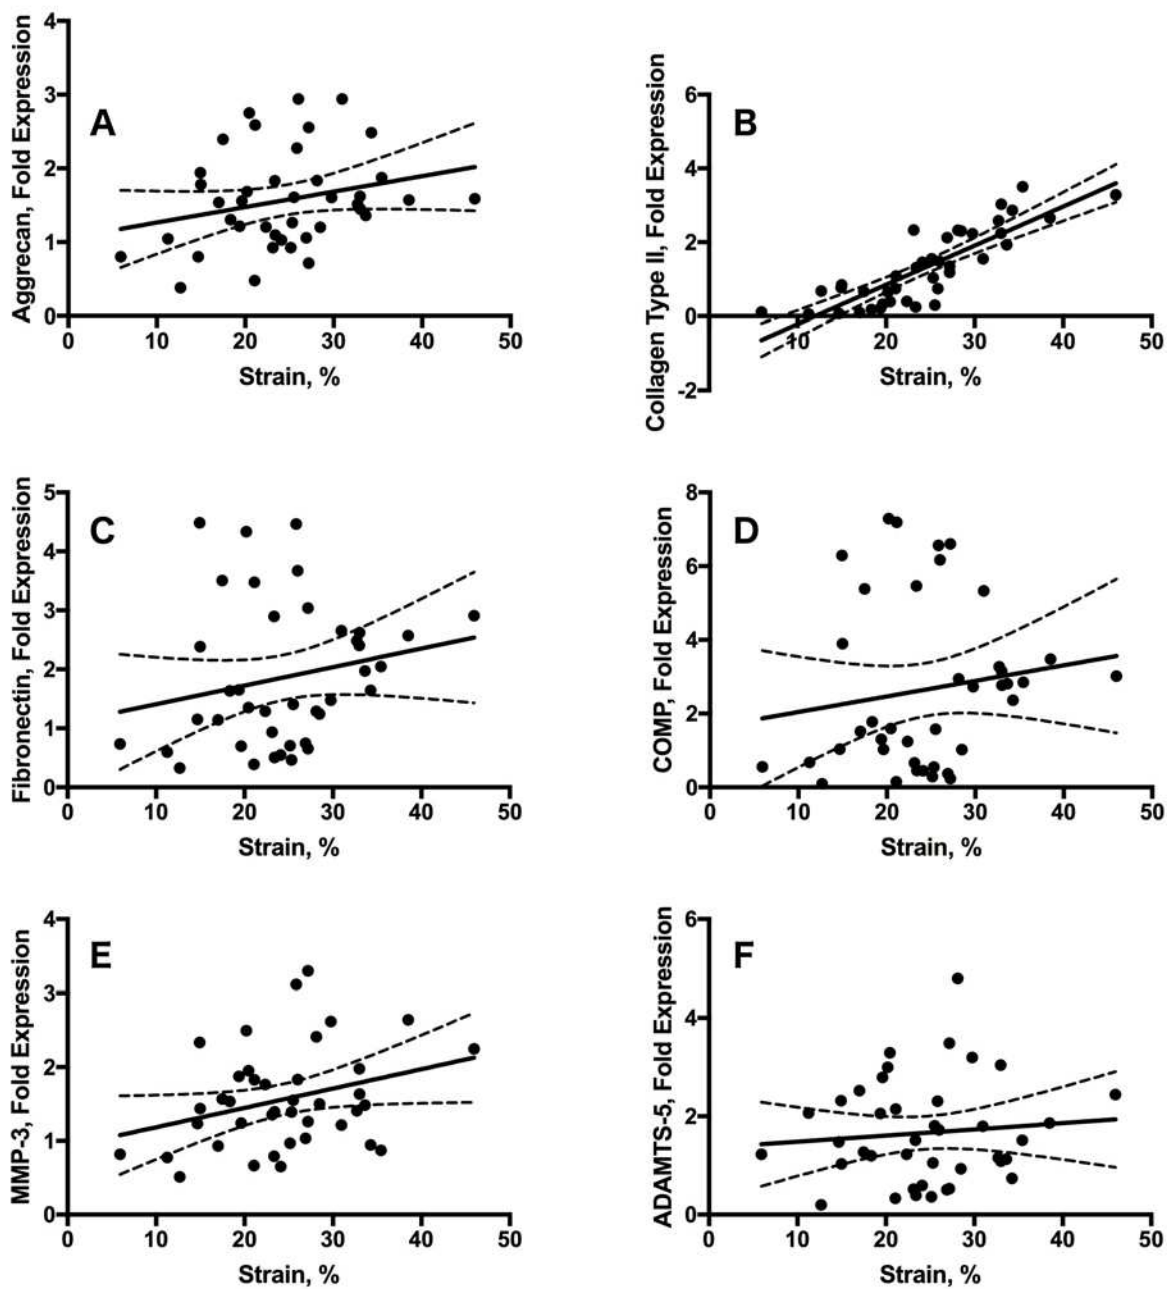 A
Aggrecan, Fold Expression
4
3
2
1
0
0 10 20 30 40 50
Strain, %
B
Collagen Type II, Fold Expression
6
4
2
0
-2
10 20 30 40 50
Strain, %
C
Fibronectin, Fold Expression
5
4
3
2
1
0
0 10 20 30 40 50
Strain, %
D
COMP, Fold Expression
8
6
4
2
0
0 10 20 30 40 50
Strain, %
E
MMP-3, Fold Expression
4
3
2
1
0
0 10 20 30 40 50
Strain, %
F
ADAMTS-5, Fold Expression
6
4
2
0
0 10 20 30 40 50
Strain, %